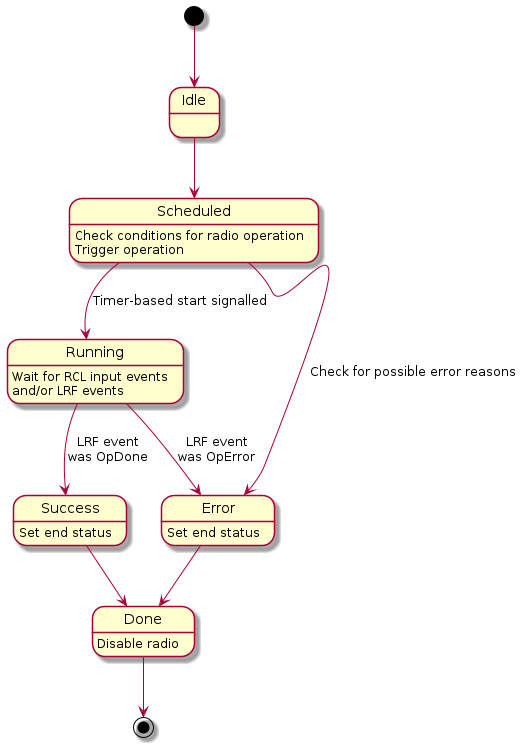 Idle
Scheduled
Check conditions for radio operation
Trigger operation
Timer-based start signalled
Check for possible error reasons
Running
Wait for RCL input events
and/or LRF events
LRF event
was OpDone
LRF event
was OpError
Success
Set end status
Error
Set end status
Done
Disable radio